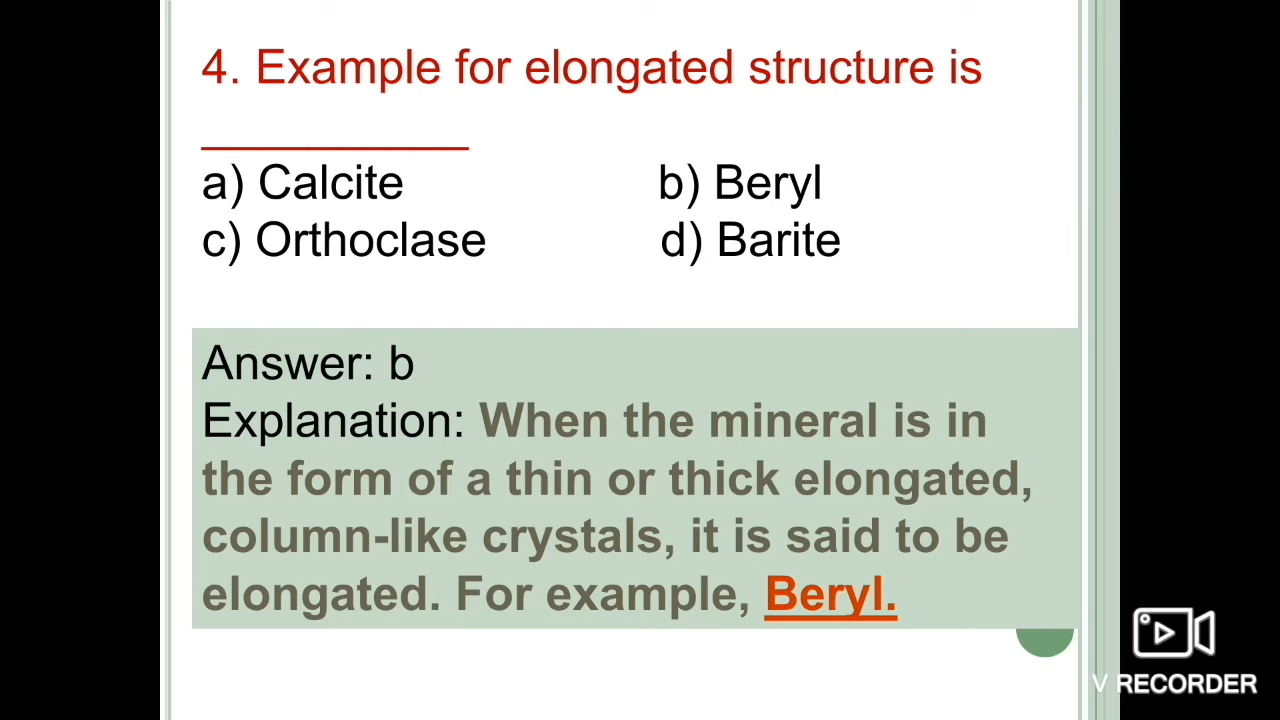 4. Example for elongated structure is
___________
a) Calcite b) Beryl
c) Orthoclase d) Barite
Answer: b
Explanation: When the mineral is in
the form of a thin or thick elongated,
column-like crystals, it is said to be
elongated. For example, Beryl.
V RECORDER